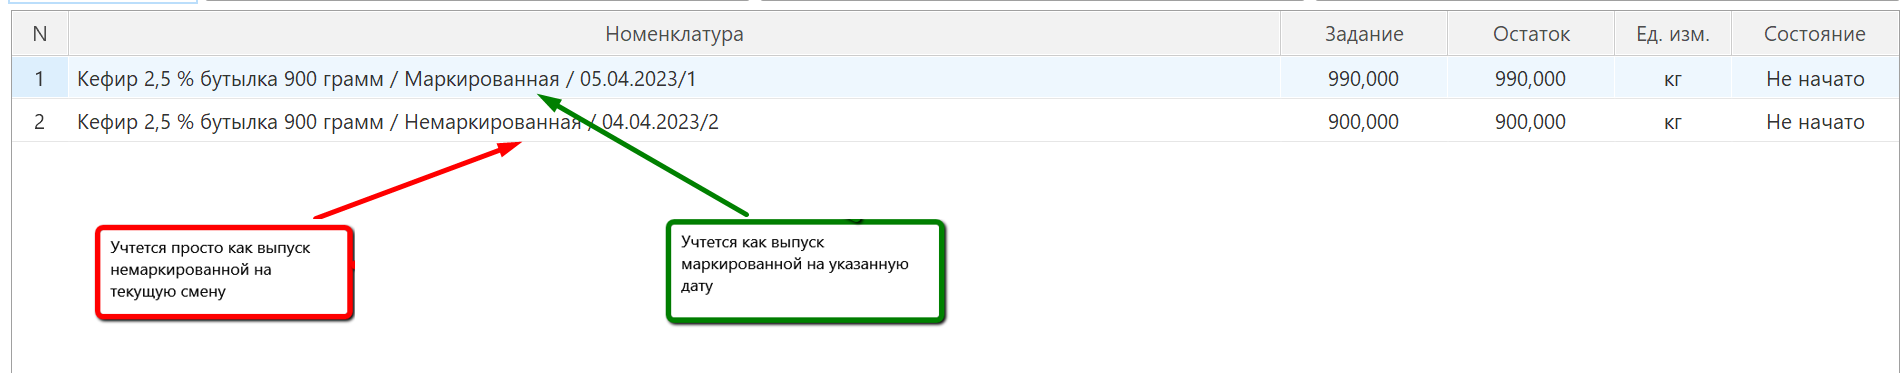 N Номенклатура Задание Остаток Ед. изм. Состояние
1 Кефир 2,5 % бутылка 900 грамм / Маркированная / 05.04.2023/1 990,000 990,000 кг Не начато
2 Кефир 2,5 % бутылка 900 грамм / Немаркированная / 04.04.2023/2 900,000 900,000 кг Не начато
Учтется просто как выпуск
немаркированной на
текущую смену
Учтется как выпуск
маркированной на указанную
дату